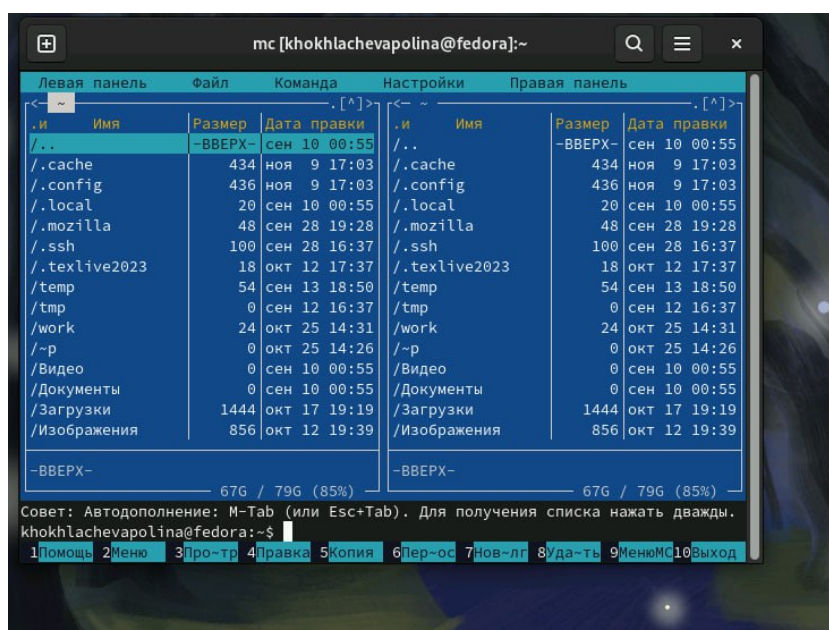 mc [khokhlachevapolina@fedora]:~
Левая панель Файл Команда Настройки Правая панель
<— ~ .[^]> <— ~ .[^]>
.и Имя Размер Дата правки .и Имя Размер Дата правки
/.. -ВВЕРХ- сен 10 00:55 /.. -ВВЕРХ- сен 10 00:55
/.cache 434 ноя 9 17:03 /.cache 434 ноя 9 17:03
/.config 436 ноя 9 17:03 /.config 436 ноя 9 17:03
/.local 20 сен 10 00:55 /.local 20 сен 10 00:55
/.mozilla 48 сен 28 19:28 /.mozilla 48 сен 28 19:28
/.ssh 100 сен 28 16:37 /.ssh 100 сен 28 16:37
/.texlive2023 18 окт 12 17:37 /.texlive2023 18 окт 12 17:37
/temp 54 сен 13 18:50 /temp 54 сен 13 18:50
/tmp 0 сен 12 16:37 /tmp 0 сен 12 16:37
/work 24 окт 25 14:31 /work 24 окт 25 14:31
/~p 0 окт 25 14:26 /~p 0 окт 25 14:26
/Видео 0 сен 10 00:55 /Видео 0 сен 10 00:55
/Документы 0 сен 10 00:55 /Документы 0 сен 10 00:55
/Загрузки 1444 окт 17 19:19 /Загрузки 1444 окт 17 19:19
/Изображения 856 окт 12 19:39 /Изображения 856 окт 12 19:39
-ВВЕРХ- -ВВЕРХ-
67G / 79G (85%) 67G / 79G (85%)
Совет: Автодополнение: M-Tab (или Esc+Tab). Для получения списка нажать дважды.
khokhlachevapolina@fedora:~$
1Помощь 2Меню 3Про~тр 4Правка 5Копия 6Пер~ос 7Нов~лг 8Уда~ть 9МенюMC10Выход